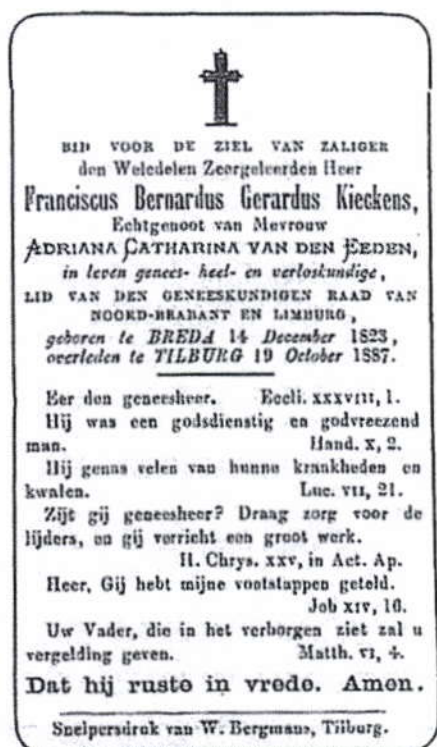 BID VOOR DE ZIEL VAN ZALIGER
den Weledelen Zeergeleerden Heer
Franciscus Bernardus Gerardus Kieckens,
Echtgenoot van Mevrouw
ADRIANA CATHARINA VAN DEN EEDEN,
in leven genees- heel- en verloskundige,
LID VAN DEN GENEESKUNDIGEN RAAD VAN
NOORD-BRABANT EN LIMBURG,
geboren te BREDA 14 December 1823,
overleden te TILBURG 19 October 1887.
Eer den geneesheer. Eccli. XXXVIII, 1.
Hij was een godsdienstig en godvreezend
man. Hand. X, 2.
Hij genas velen van hunne krankheden en
kwalen. Luc. VII, 21.
Zijt gij geneesheer? Draag zorg voor de
lijders, en gij verricht een groot werk.
H. Chrys. XXV, in Act. Ap.
Heer, Gij hebt mijne voetstappen geteld.
Job XIV, 16.
Uw Vader, die in het verborgen ziet zal u
vergelding geven. Matth. VI, 4.
Dat hij ruste in vrede. Amen.
Snelpersdruk van W. Bergmans, Tilburg.